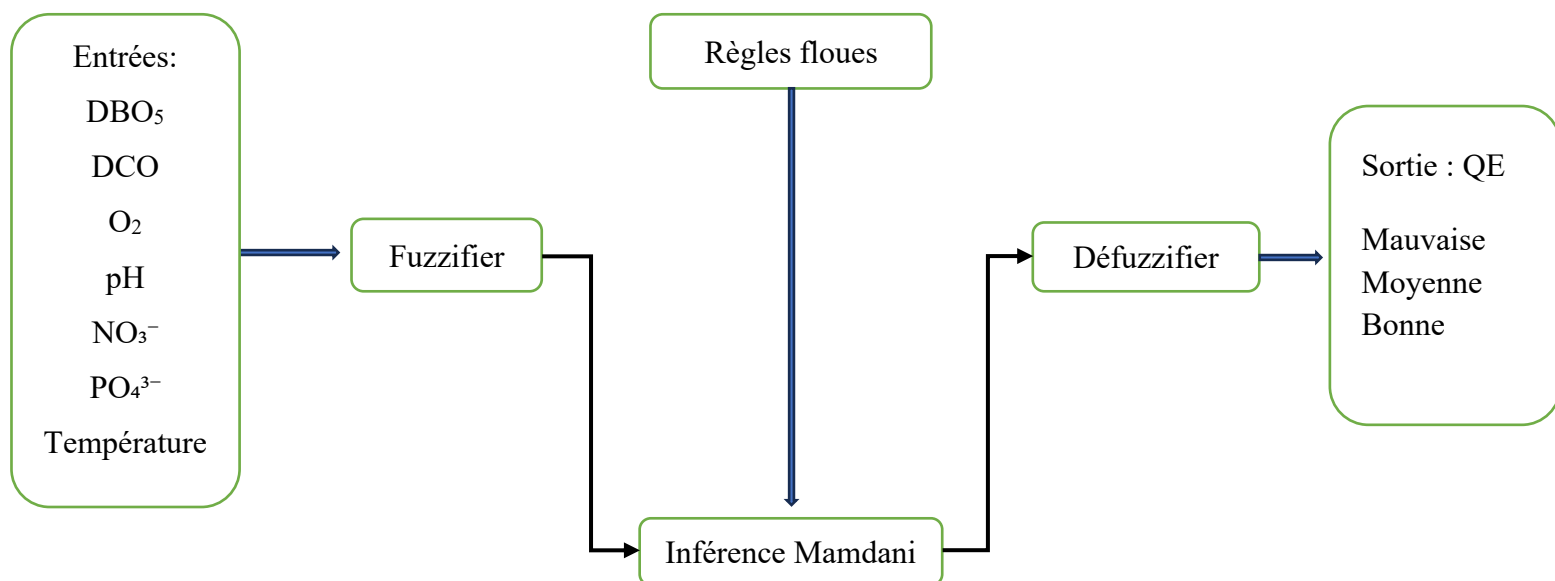 Entrées:
DBO₅
DCO
O₂
pH
NO₃⁻
PO₄³⁻
Température
Fuzzifier
Règles floues
Inférence Mamdani
Défuzzifier
Sortie : QE
Mauvaise
Moyenne
Bonne